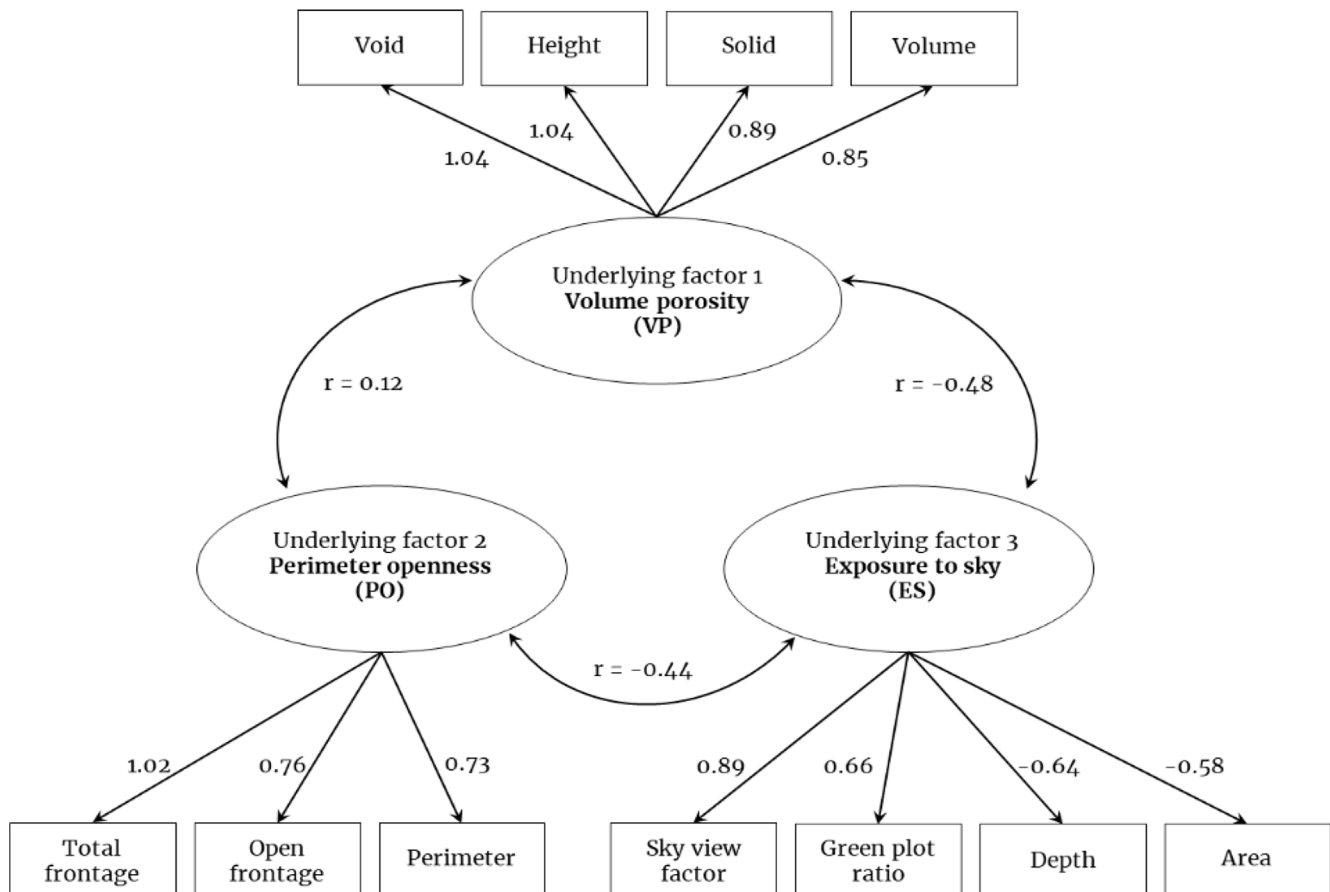 Void
Height
Solid
Volume
1.04
1.04
0.89
0.85
Underlying factor 1
Volume porosity
(VP)
r = 0.12
r = -0.48
Underlying factor 2
Perimeter openness
(PO)
Underlying factor 3
Exposure to sky
(ES)
r = -0.44
1.02
0.76
0.73
0.89
0.66
-0.64
-0.58
Total
frontage
Open
frontage
Perimeter
Sky view
factor
Green plot
ratio
Depth
Area